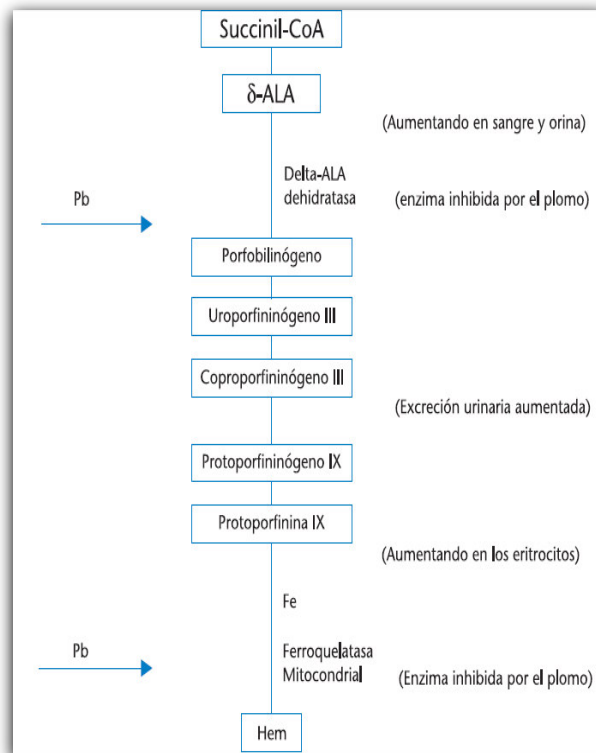 Succinil-CoA
δ-ALA
(Aumentando en sangre y orina)
Delta-ALA
dehidratasa
(enzima inhibida por el plomo)
Pb
Porfobilinógeno
Uroporfininógeno III
Coproporfininógeno III
(Excreción urinaria aumentada)
Protoporfininógeno IX
Protoporfinina IX
(Aumentando en los eritrocitos)
Fe
Pb
Ferroquelatasa
Mitocondrial
(Enzima inhibida por el plomo)
Hem